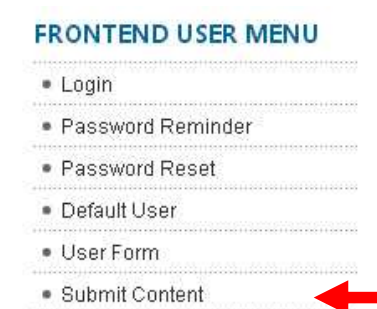 FRONTEND USER MENU
Login
Password Reminder
Password Reset
Default User
User Form
Submit Content